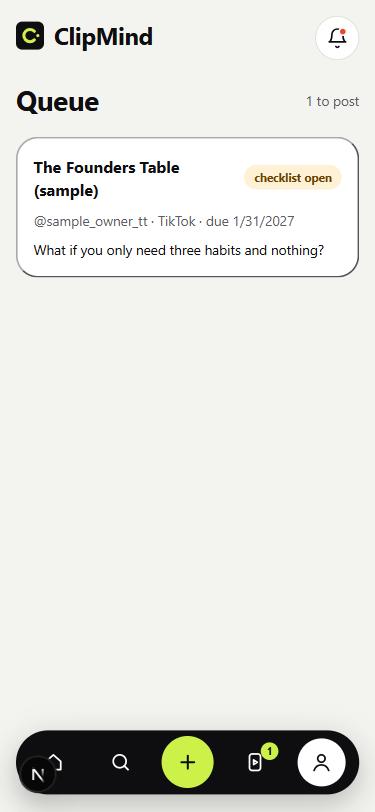 ClipMind
Queue
1 to post
The Founders Table
(sample)
checklist open
@sample_owner_tt · TikTok · due 1/31/2027
What if you only need three habits and nothing?
1
N